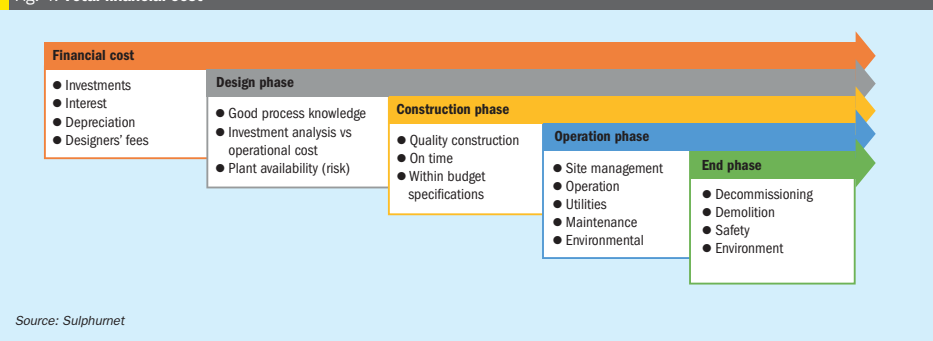 Financial cost
● Investments
● Interest
● Depreciation
● Designers' fees
Design phase
● Good process knowledge
● Investment analysis vs
operational cost
● Plant availability (risk)
Construction phase
● Quality construction
● On time
● Within budget
specifications
Operation phase
● Site management
● Operation
● Utilities
● Maintenance
● Environmental
End phase
● Decommissioning
● Demolition
● Safety
● Environment
Source: Sulphurnet